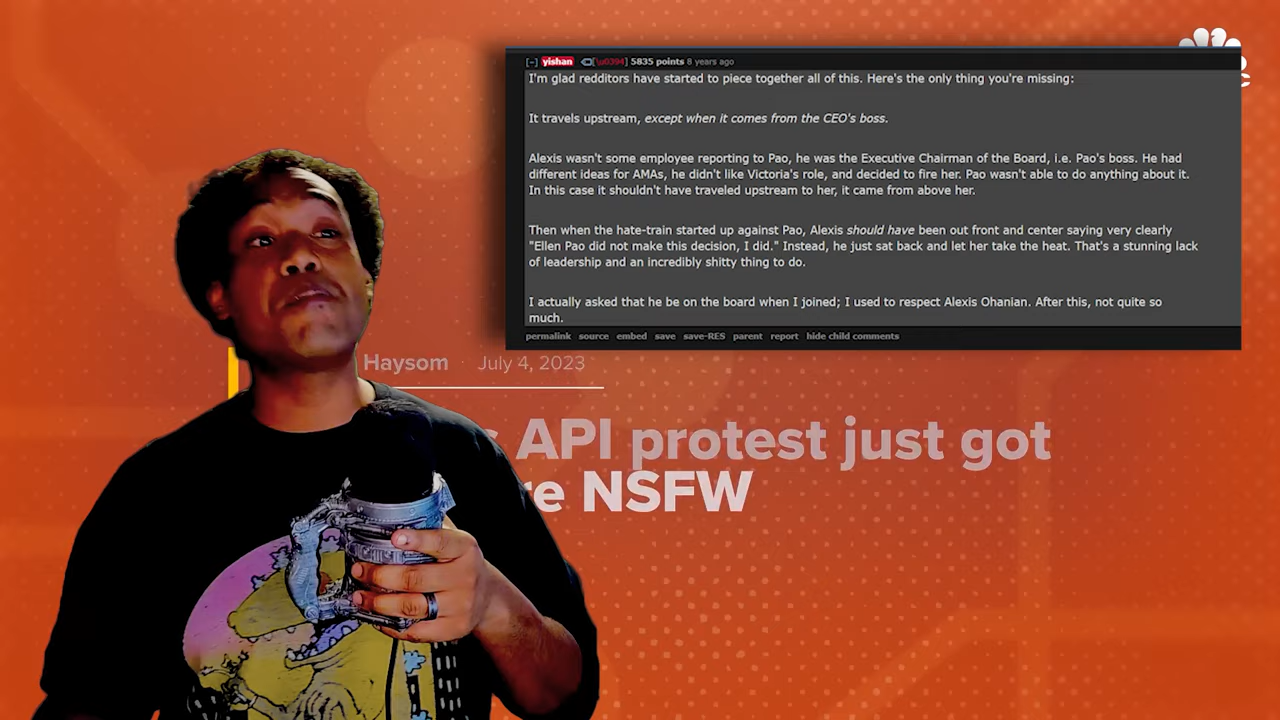 [-] yishan [\u0394] 5835 points 8 years ago
I'm glad redditors have started to piece together all of this. Here's the only thing you're missing:
It travels upstream, except when it comes from the CEO's boss.
Alexis wasn't some employee reporting to Pao, he was the Executive Chairman of the Board, i.e. Pao's boss. He had
different ideas for AMAs, he didn't like Victoria's role, and decided to fire her. Pao wasn't able to do anything about it.
In this case it shouldn't have traveled upstream to her, it came from above her.
Then when the hate-train started up against Pao, Alexis should have been out front and center saying very clearly
"Ellen Pao did not make this decision, I did." Instead, he just sat back and let her take the heat. That's a stunning lack
of leadership and an incredibly shitty thing to do.
I actually asked that he be on the board when I joined; I used to respect Alexis Ohanian. After this, not quite so
much.
permalink source embed save save-RES parent report hide child comments
Haysom · July 4, 2023
API protest just got
NSFW